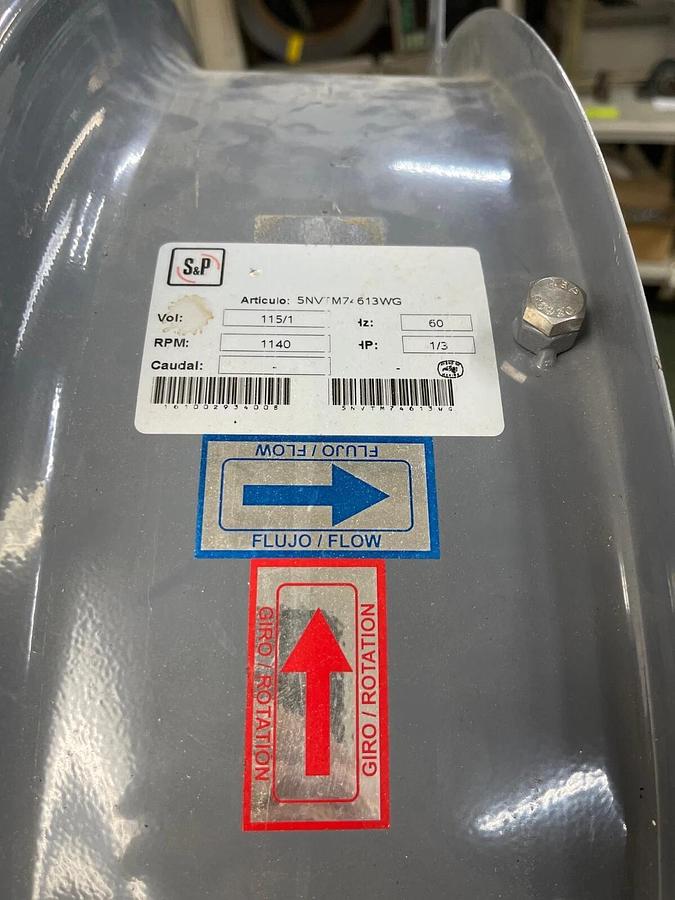 S&P
Articulo: 5NVTM74613WG
Vol: 115/1 Hz: 60
RPM: 1140 HP: 1/3
Caudal: - -
161002934008 5NVTM74613WG
FLUJO / FLOW
FLUJO / FLOW
GIRO / ROTATION
GIRO / ROTATION